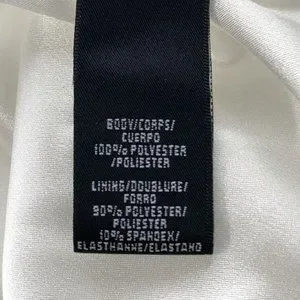 BODY/CORPS/
CUERPO
100% POLYESTER
/POLIESTER
LINING/DOUBLURE/
FORRO
90% POLYESTER/
POLIESTER
10% SPANDEX/
ELASTHANNE/ELASTANO